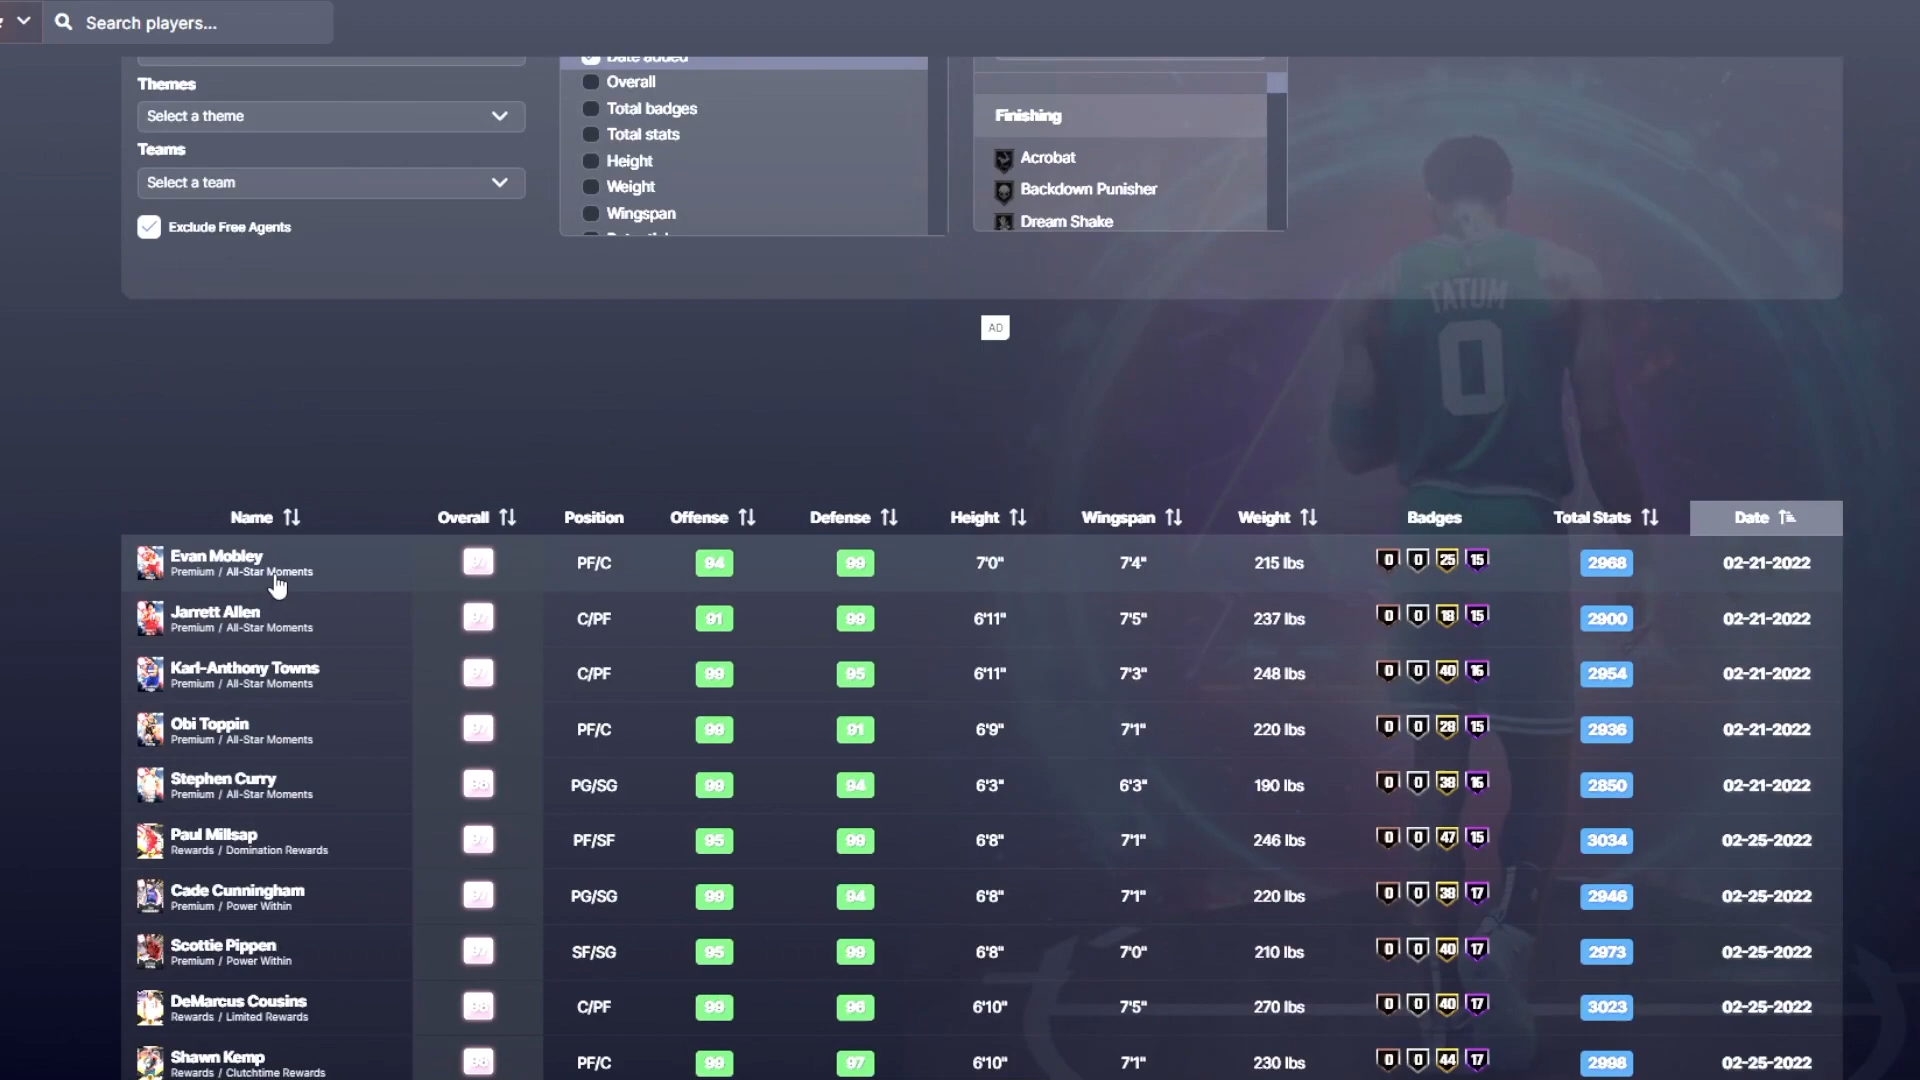 Search players...
Themes
Select a theme
Teams
Select a team
Exclude Free Agents
Date added
Overall
Total badges
Total stats
Height
Weight
Wingspan
Finishing
Acrobat
Backdown Punisher
Dream Shake
TATUM
0
AD
Name Overall Position Offense Defense Height Wingspan Weight Badges Total Stats Date
Evan Mobley
Premium / All-Star Moments
97 PF/C 94 99 7'0" 7'4" 215 lbs 0 0 25 15 2968 02-21-2022
Jarrett Allen
Premium / All-Star Moments
97 C/PF 91 99 6'11" 7'5" 237 lbs 0 0 18 15 2900 02-21-2022
Karl-Anthony Towns
Premium / All-Star Moments
97 C/PF 99 95 6'11" 7'3" 248 lbs 0 0 40 16 2954 02-21-2022
Obi Toppin
Premium / All-Star Moments
97 PF/C 99 91 6'9" 7'1" 220 lbs 0 0 28 15 2936 02-21-2022
Stephen Curry
Premium / All-Star Moments
98 PG/SG 99 94 6'3" 6'3" 190 lbs 0 0 38 16 2850 02-21-2022
Paul Millsap
Rewards / Domination Rewards
97 PF/SF 95 99 6'8" 7'1" 246 lbs 0 0 47 15 3034 02-25-2022
Cade Cunningham
Premium / Power Within
97 PG/SG 99 94 6'8" 7'1" 220 lbs 0 0 38 17 2946 02-25-2022
Scottie Pippen
Premium / Power Within
97 SF/SG 95 99 6'8" 7'0" 210 lbs 0 0 40 17 2973 02-25-2022
DeMarcus Cousins
Rewards / Limited Rewards
98 C/PF 99 96 6'10" 7'5" 270 lbs 0 0 40 17 3023 02-25-2022
Shawn Kemp
Rewards / Clutchtime Rewards
98 PF/C 99 97 6'10" 7'1" 230 lbs 0 0 44 17 2998 02-25-2022